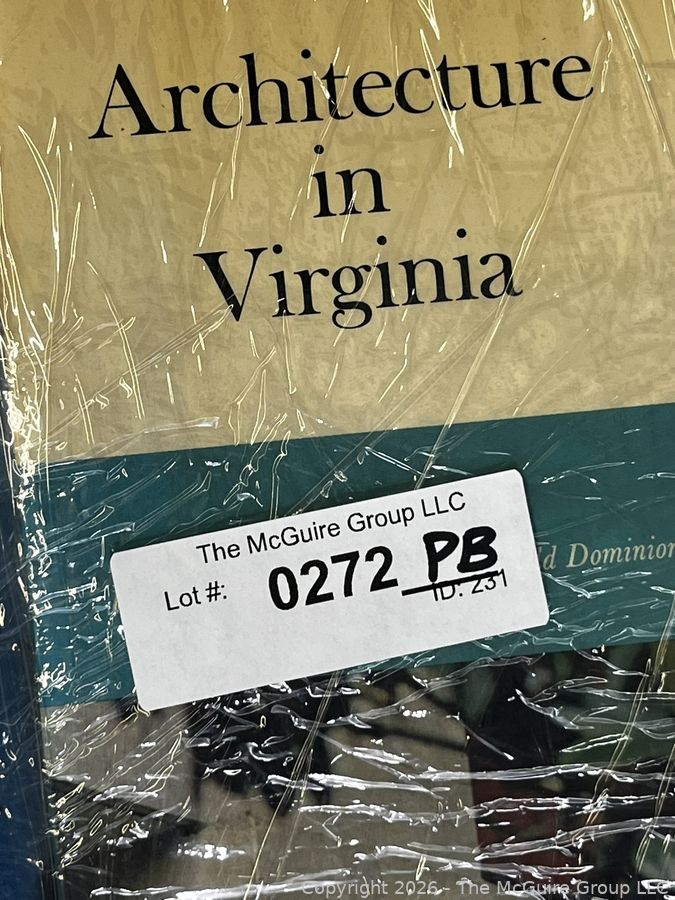 Architecture
in
Virginia
The McGuire Group LLC
Lot #: 0272 PB
ID: 231
ld Dominion
Copyright 2026 - The McGuire Group LLC